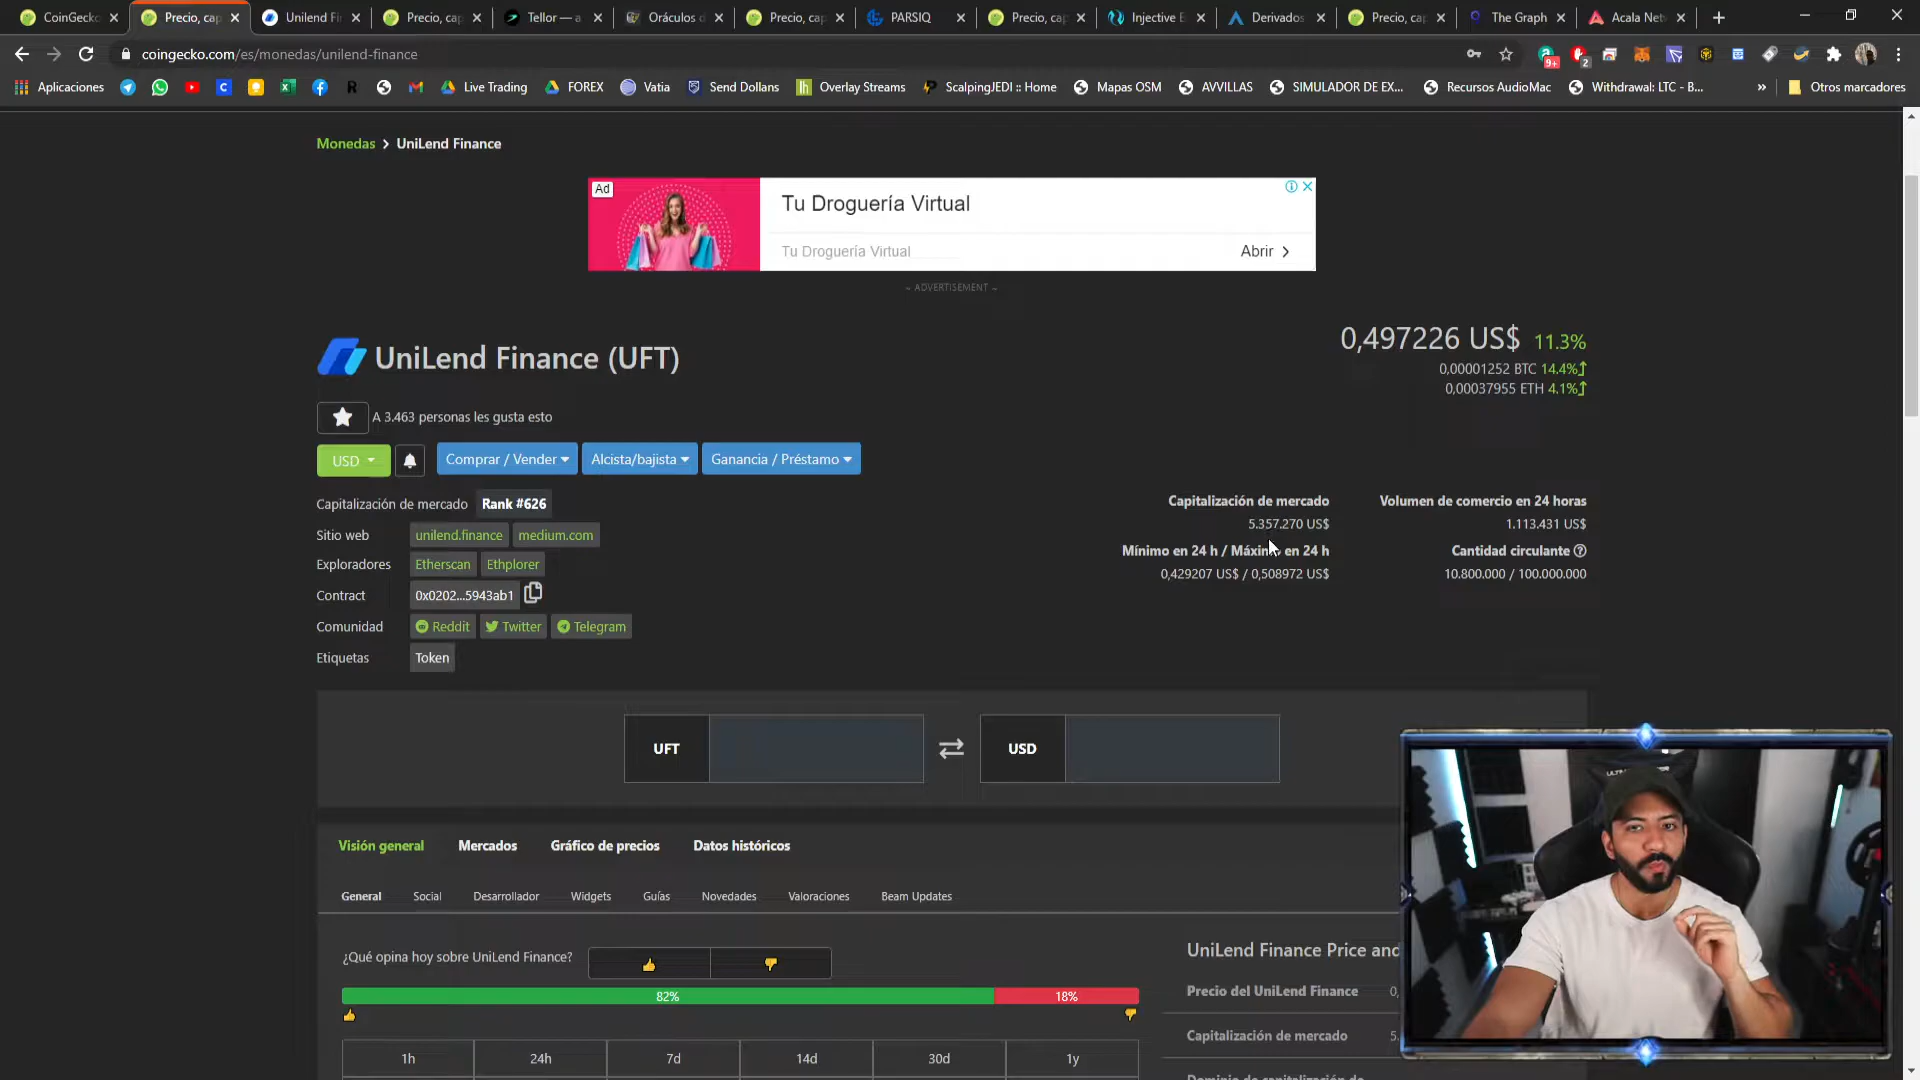 CoinGeck
Precio, cap
Unilend Fi
Precio, cap
Tellor — a
Oráculos d
Precio, cap
PARSIQ
Precio, cap
Injective E
Derivados
Precio, cap
The Graph
Acala Net
coingecko.com/es/monedas/unilend-finance
9+
2
Aplicaciones
Live Trading
FOREX
Vatia
Send Dollans
Overlay Streams
ScalpingJEDI :: Home
Mapas OSM
AVVILLAS
SIMULADOR DE EX...
Recursos AudioMac
Withdrawal: LTC - B...
»
Otros marcadores
Monedas > UniLend Finance
Ad
Tu Droguería Virtual
Tu Droguería Virtual
Abrir >
– ADVERTISEMENT –
UniLend Finance (UFT)
0,497226 US$ 11.3%
0,00001252 BTC 14.4%
0,00037955 ETH 4.1%
A 3.463 personas les gusta esto
USD
Comprar / Vender
Alcista/bajista
Ganancia / Préstamo
Capitalización de mercado Rank #626
Sitio web unilend.finance medium.com
Exploradores Etherscan Ethplorer
Contract 0x0202...5943ab1
Comunidad Reddit Twitter Telegram
Etiquetas Token
Capitalización de mercado
5.357.270 US$
Volumen de comercio en 24 horas
1.113.431 US$
Mínimo en 24 h / Máximo en 24 h
0,429207 US$ / 0,508972 US$
Cantidad circulante
10.800.000 / 100.000.000
UFT
USD
Visión general
Mercados
Gráfico de precios
Datos históricos
General
Social
Desarrollador
Widgets
Guías
Novedades
Valoraciones
Beam Updates
¿Qué opina hoy sobre UniLend Finance?
82%
18%
1h
24h
7d
14d
30d
1y
UniLend Finance Price and
Precio del UniLend Finance 0,
Capitalización de mercado 5.